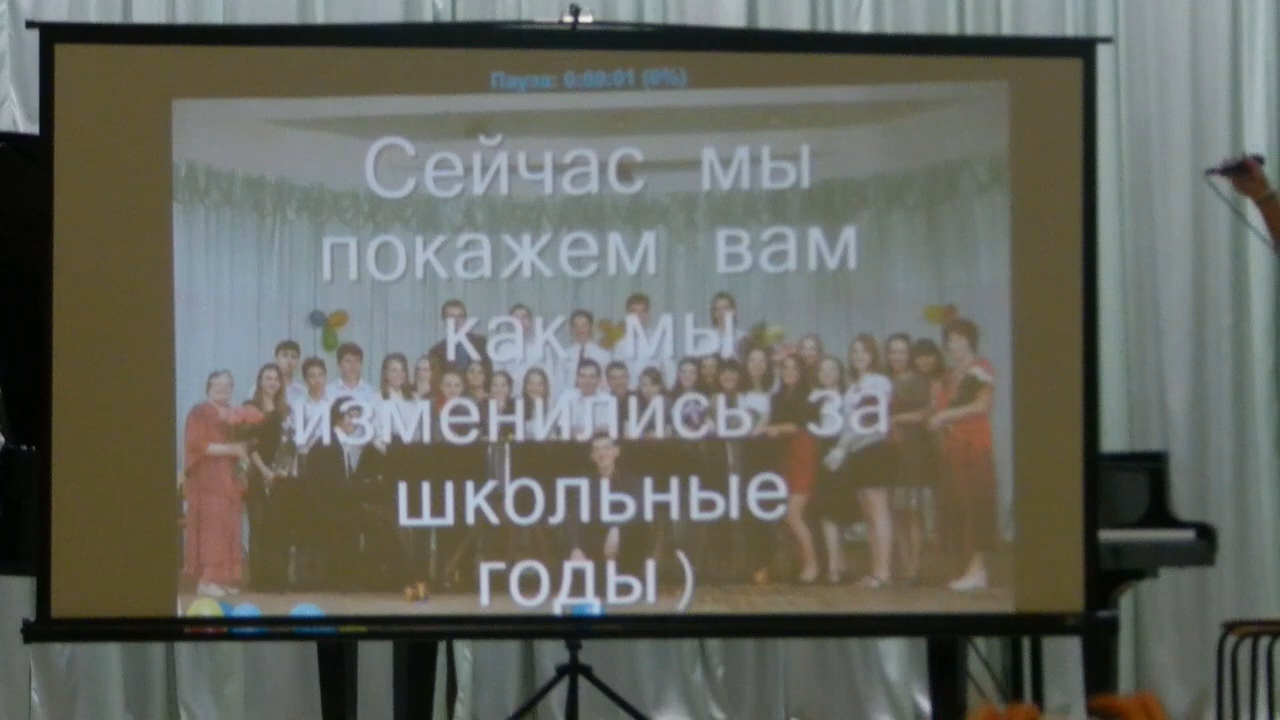 Пауза: 0:00:01 (0%)
Сейчас мы
покажем вам
как мы
изменились за
школьные
годы)